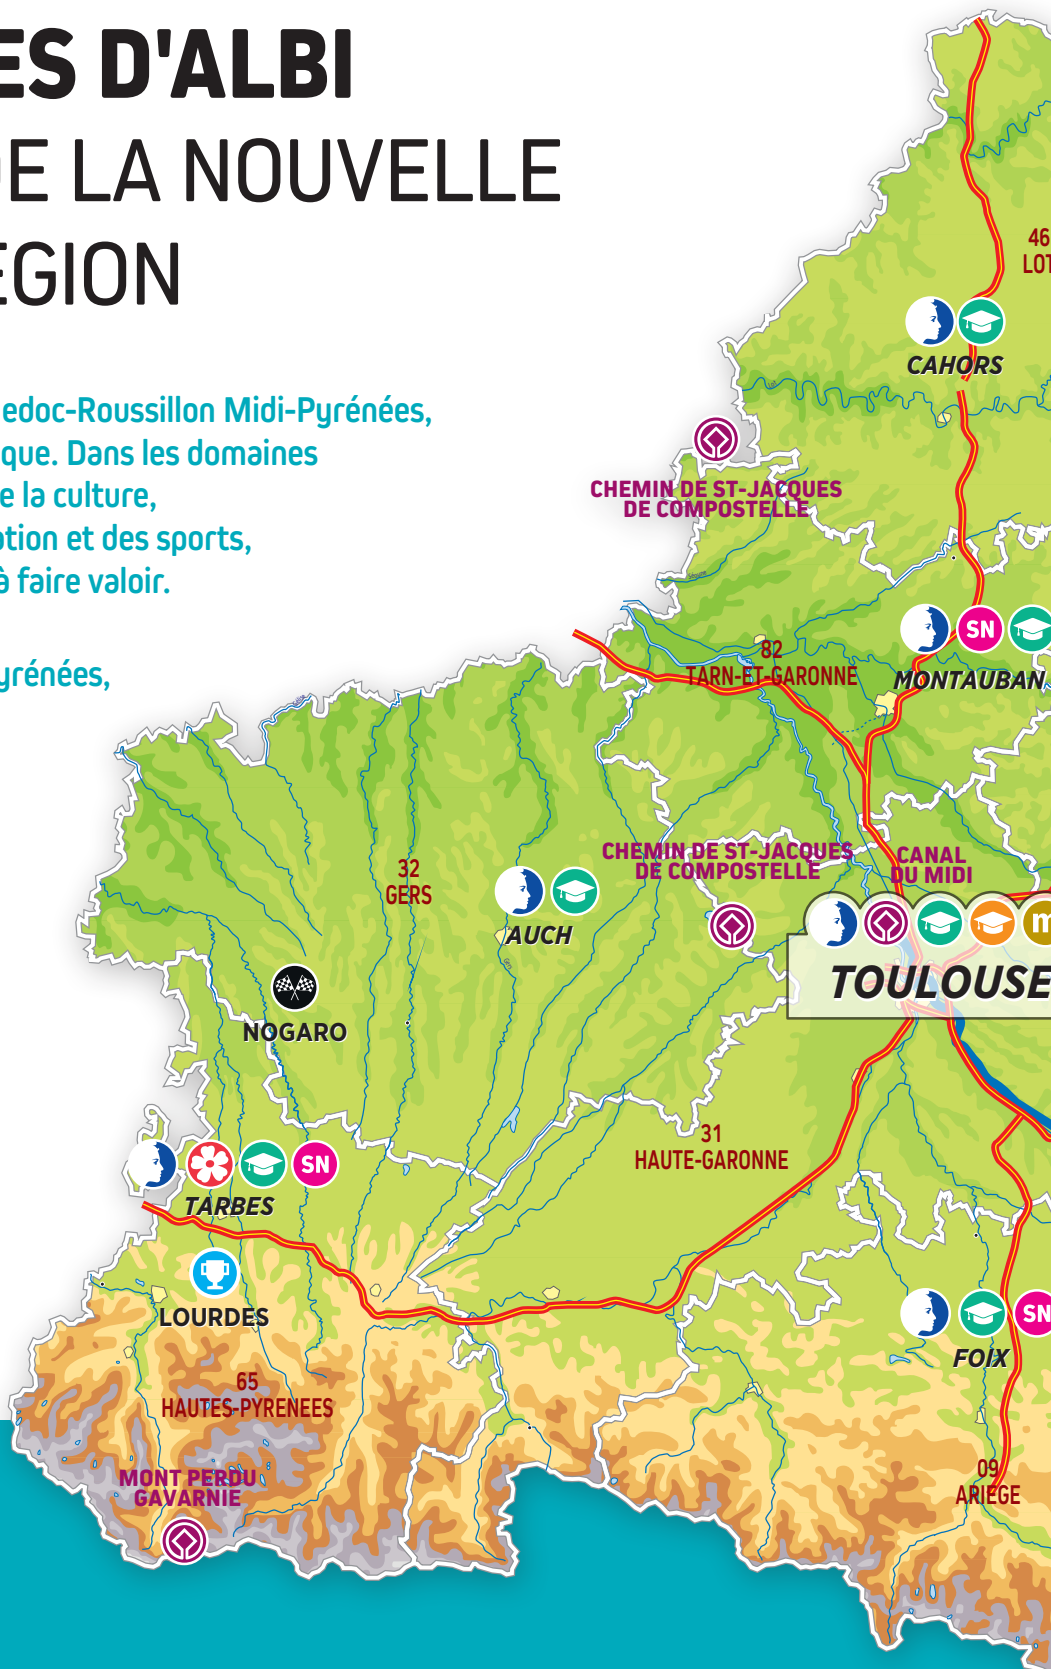 ES D'ALBI
DE LA NOUVELLE
EGION
edoc-Roussillon Midi-Pyrénées,
que. Dans les domaines
e la culture,
ption et des sports,
à faire valoir.
yrénées,
46
LOT
CAHORS
CHEMIN DE ST-JACQUES
DE COMPOSTELLE
SN
82
TARN-ET-GARONNE
MONTAUBAN
CHEMIN DE ST-JACQUES
DE COMPOSTELLE
CANAL
DU MIDI
32
GERS
AUCH
m
TOULOUSE
NOGARO
31
HAUTE-GARONNE
SN
TARBES
LOURDES
SN
FOIX
65
HAUTES-PYRENEES
MONT PERDU
GAVARNIE
09
ARIEGE